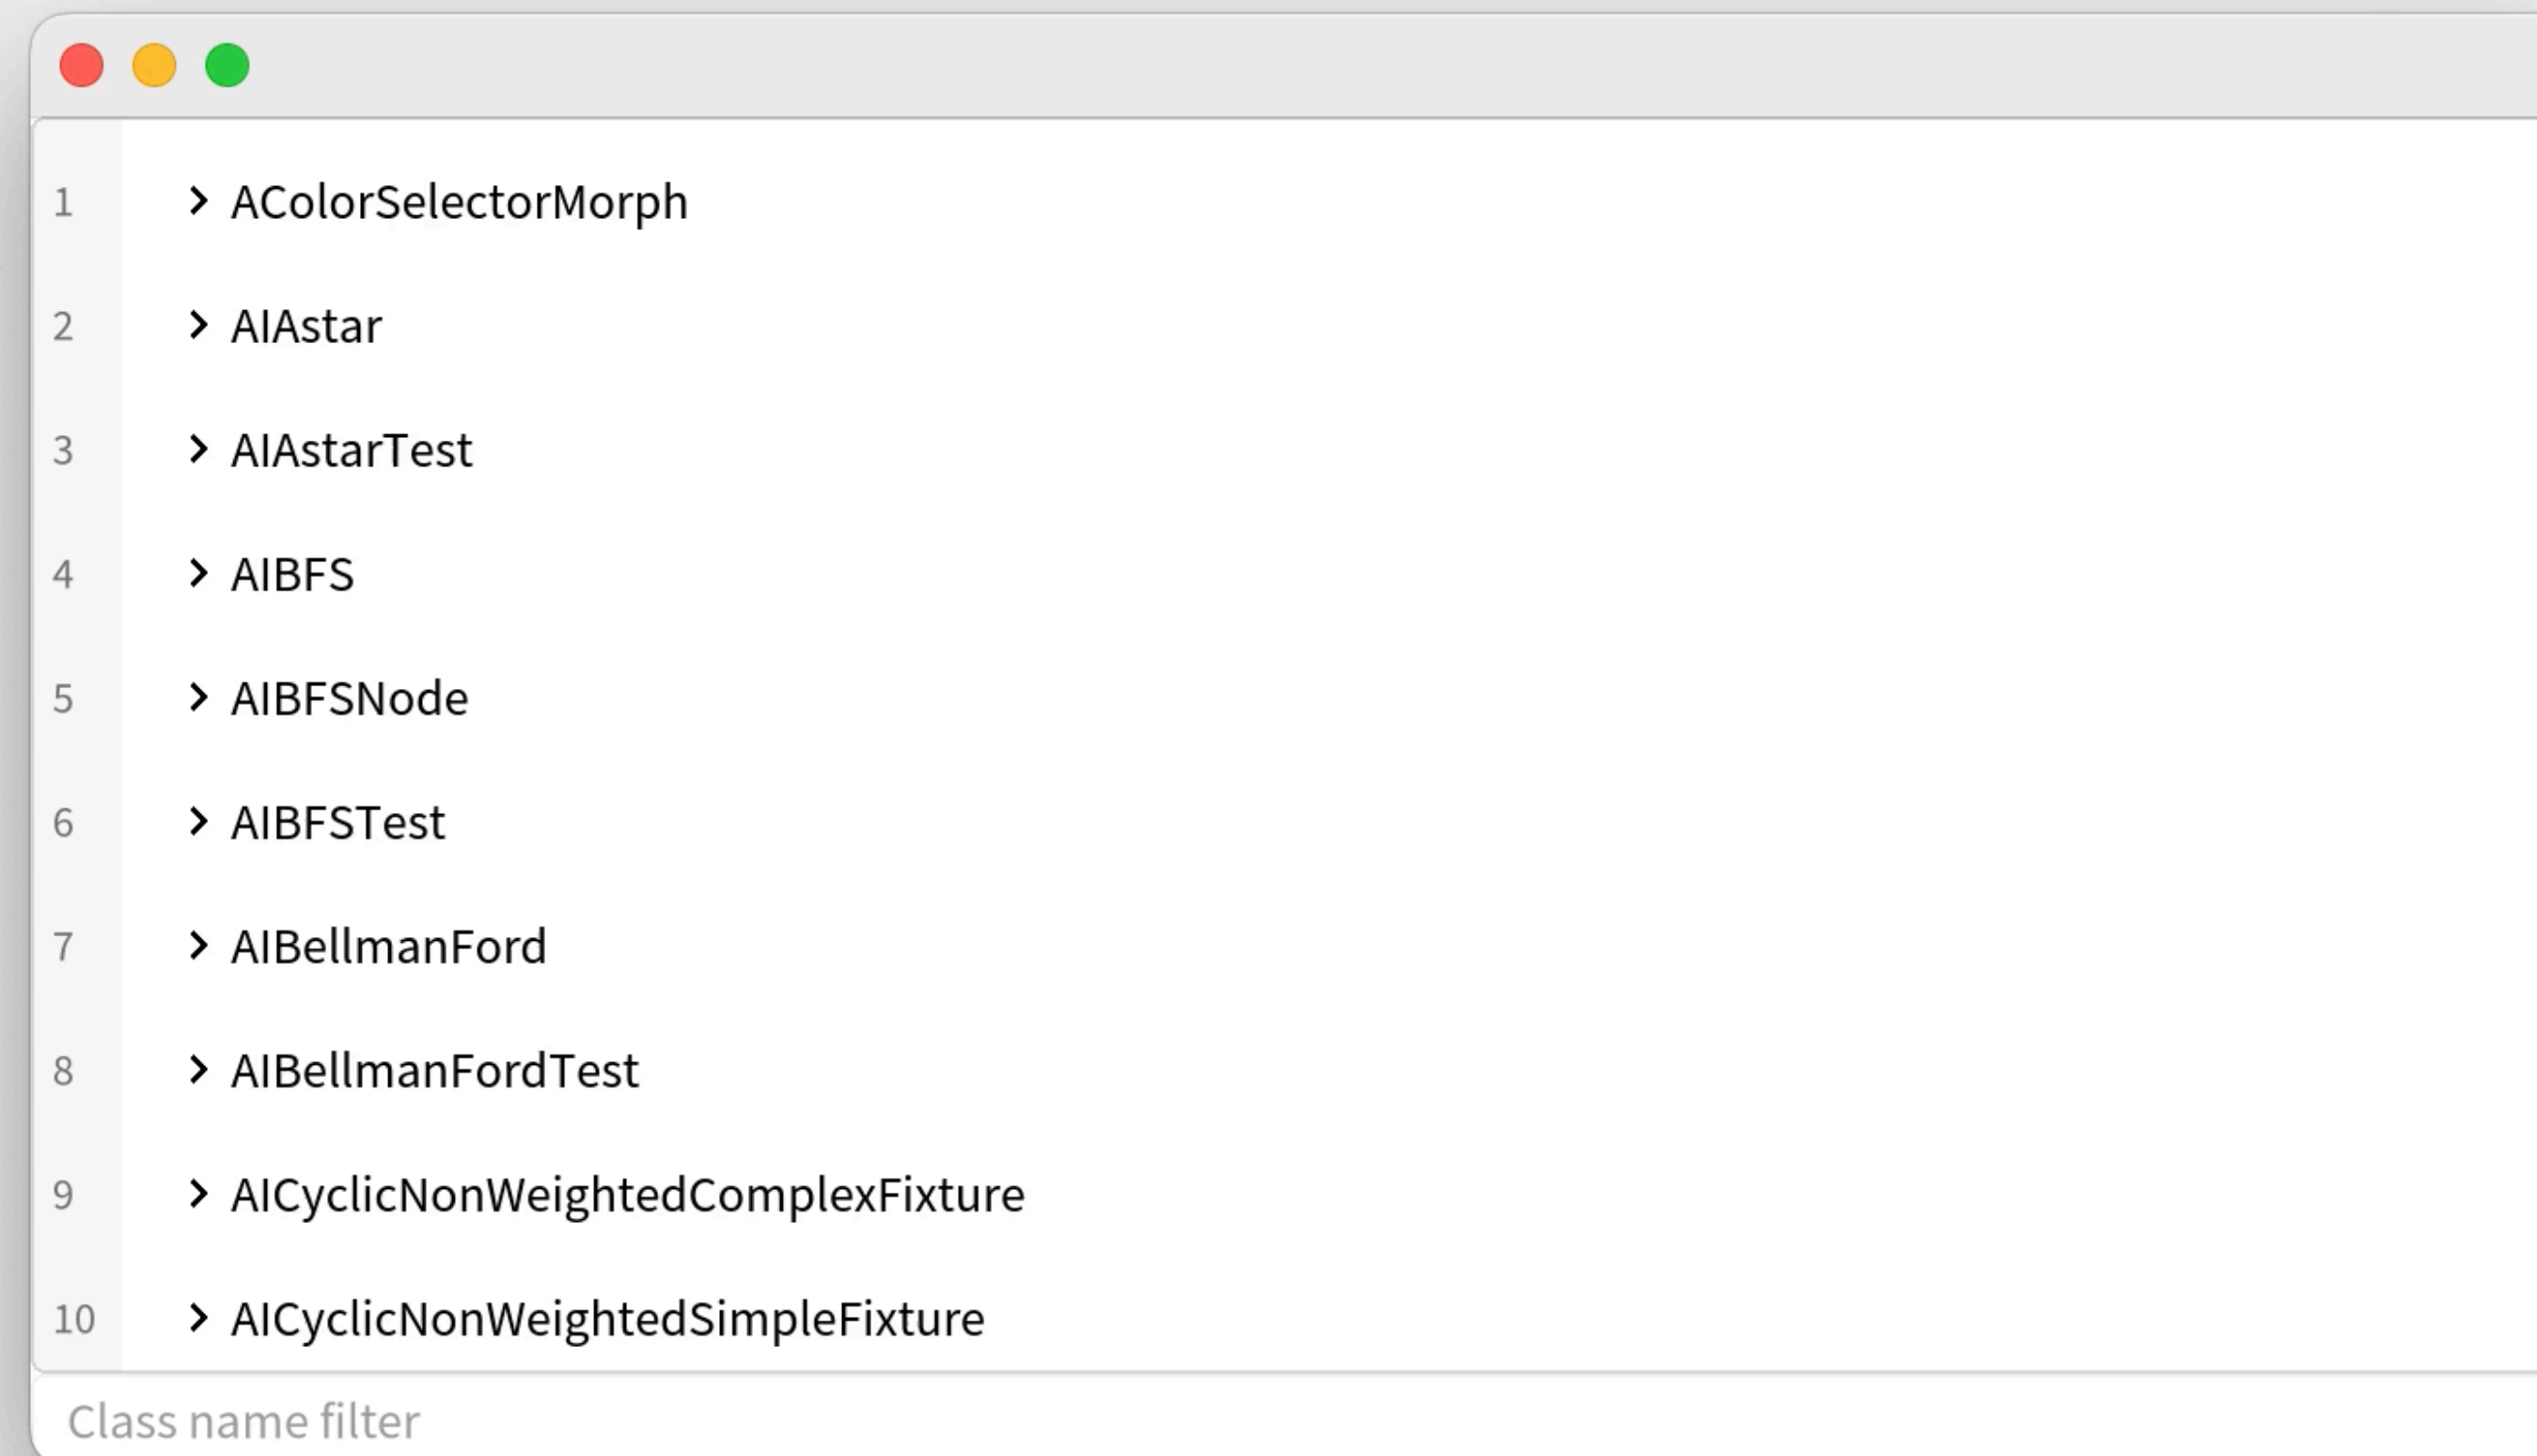 1 > AColorSelectorMorph
2 > AIAstar
3 > AIAstarTest
4 > AIBFS
5 > AIBFSNode
6 > AIBFSTest
7 > AIBellmanFord
8 > AIBellmanFordTest
9 > AICyclicNonWeightedComplexFixture
10 > AICyclicNonWeightedSimpleFixture
Class name filter